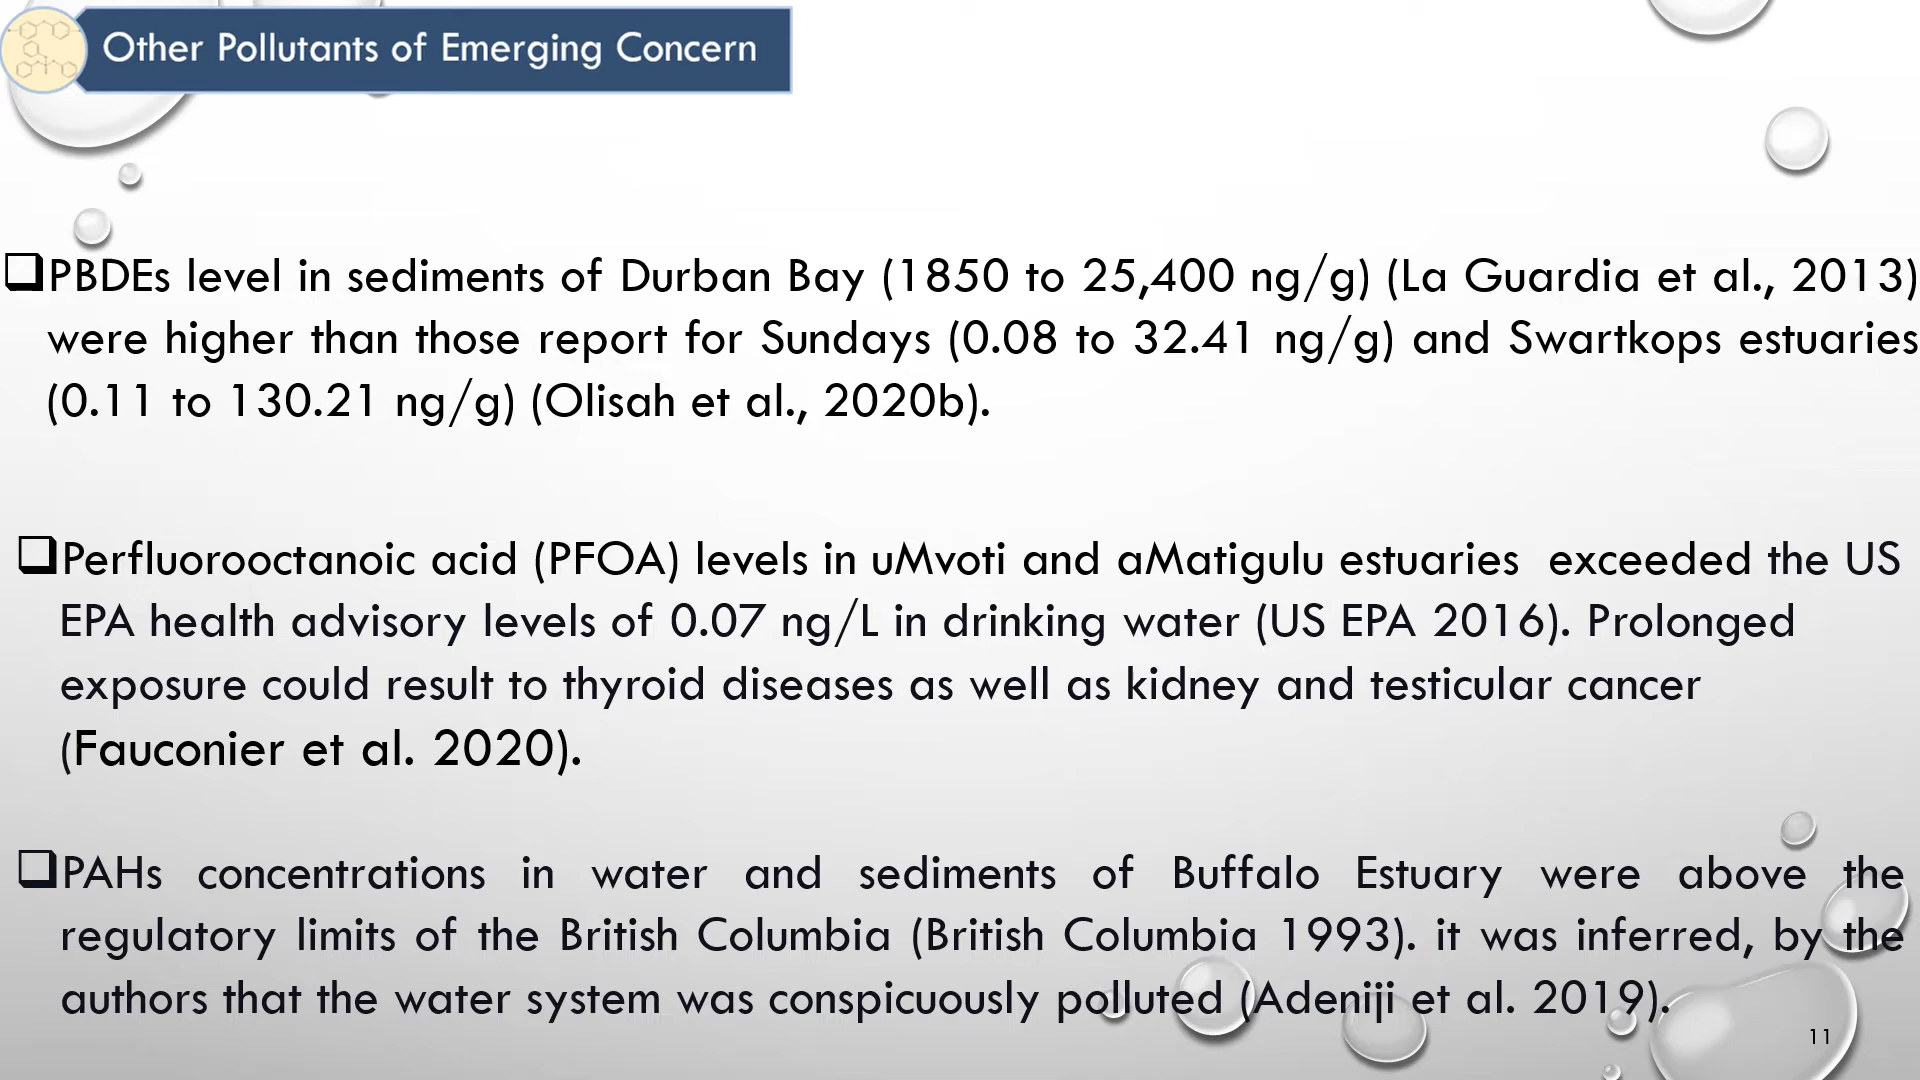 Other Pollutants of Emerging Concern
PBDEs level in sediments of Durban Bay (1850 to 25,400 ng/g) (La Guardia et al., 2013)
were higher than those report for Sundays (0.08 to 32.41 ng/g) and Swartkops estuaries
(0.11 to 130.21 ng/g) (Olisah et al., 2020b).
Perfluorooctanoic acid (PFOA) levels in uMvoti and aMatigulu estuaries exceeded the US
EPA health advisory levels of 0.07 ng/L in drinking water (US EPA 2016). Prolonged
exposure could result to thyroid diseases as well as kidney and testicular cancer
(Fauconier et al. 2020).
PAHs concentrations in water and sediments of Buffalo Estuary were above the
regulatory limits of the British Columbia (British Columbia 1993). it was inferred, by the
authors that the water system was conspicuously polluted (Adeniji et al. 2019).
11